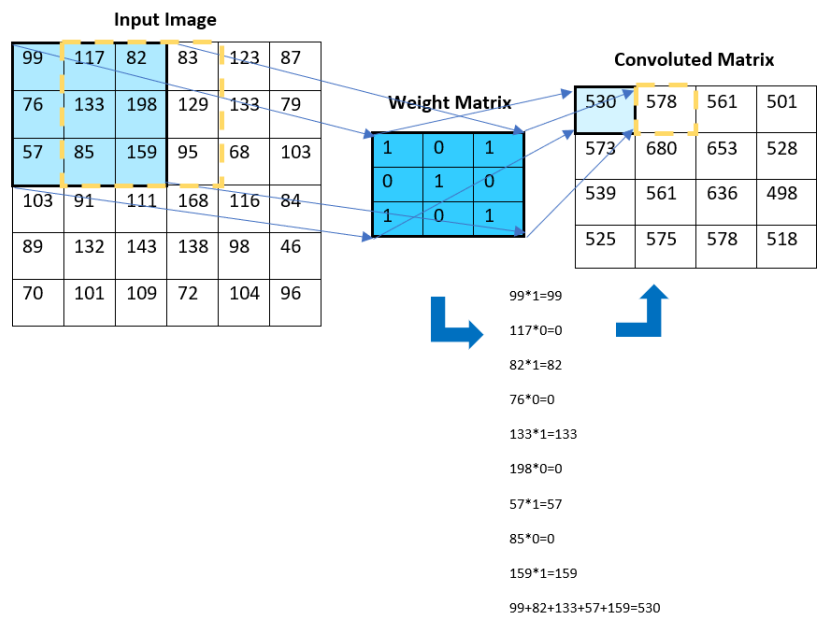 Input Image
99 117 82 83 123 87
76 133 198 129 133 79
57 85 159 95 68 103
103 91 111 168 116 84
89 132 143 138 98 46
70 101 109 72 104 96
Weight Matrix
1 0 1
0 1 0
1 0 1
Convoluted Matrix
530 578 561 501
573 680 653 528
539 561 636 498
525 575 578 518
99*1=99
117*0=0
82*1=82
76*0=0
133*1=133
198*0=0
57*1=57
85*0=0
159*1=159
99+82+133+57+159=530